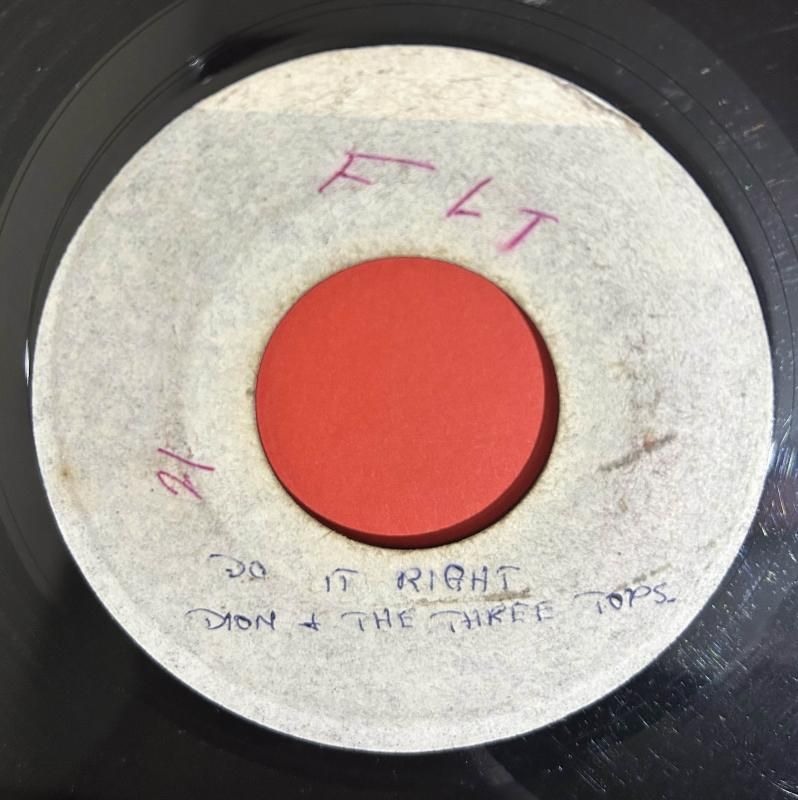 FLT
21
DO IT RIGHT
DION & THE THREE TOPS.